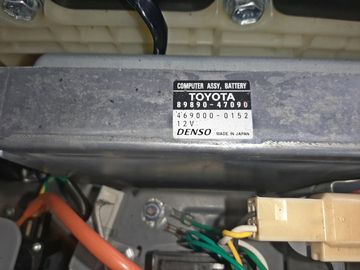 COMPUTER ASSY, BATTERY
TOYOTA
89890-47090
469000-0152
12V
DENSO MADE IN JAPAN